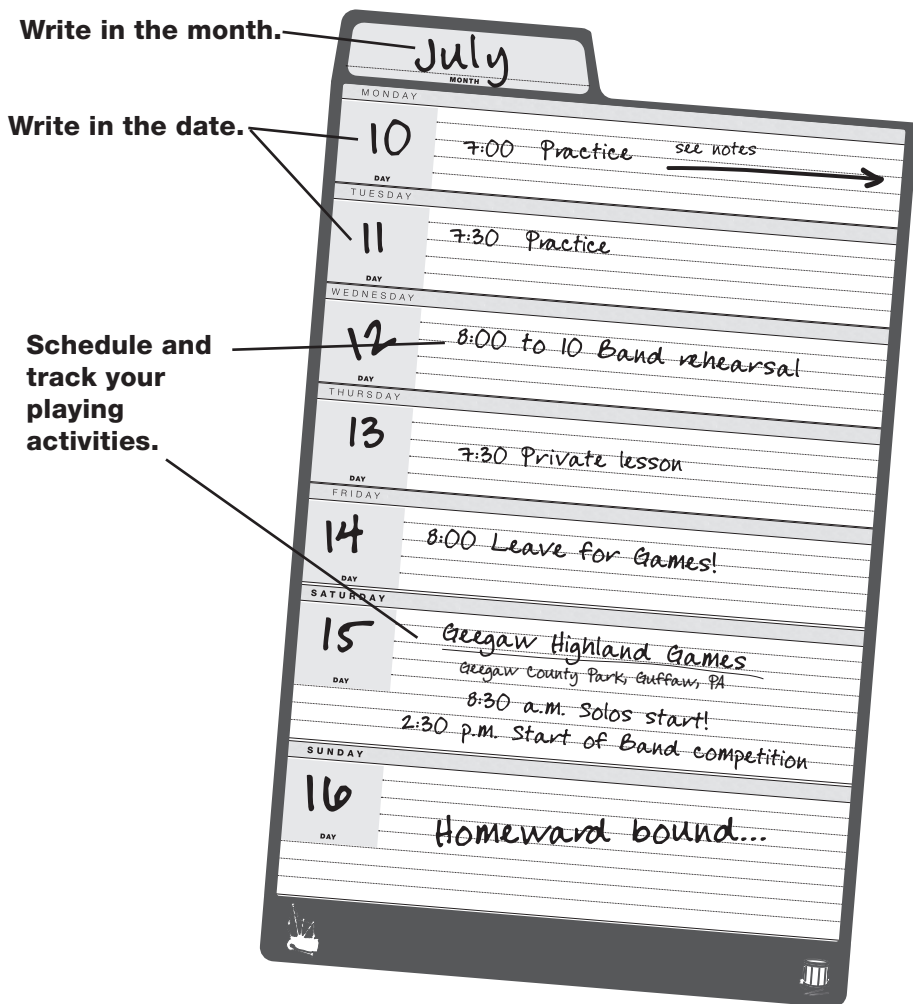 Write in the month.
July
MONTH
MONDAY
Write in the date.
10
7:00 Practice see notes
DAY
TUESDAY
11
7:30 Practice
DAY
WEDNESDAY
Schedule and
track your
playing
activities.
12
8:00 to 10 Band rehearsal
DAY
THURSDAY
13
7:30 Private lesson
DAY
FRIDAY
14
8:00 Leave for Games!
DAY
SATURDAY
15
Geegaw Highland Games
Geegaw County Park, Guffaw, PA
DAY
8:30 a.m. Solos start!
2:30 p.m. Start of Band competition
SUNDAY
16
Homeward bound...
DAY